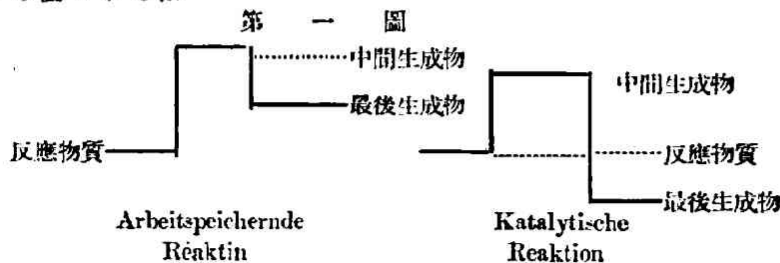 第一圖
中間生成物
最後生成物
反應物質
Arbeitspeichernde
Reaktin
中間生成物
反應物質
最後生成物
Katalytische
Reaktion